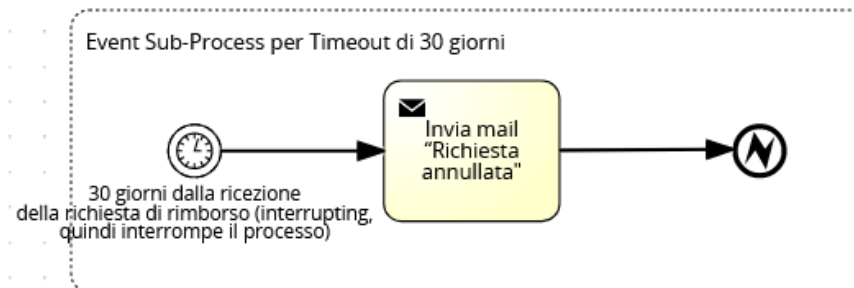 Event Sub-Process per Timeout di 30 giorni
Invia mail
“Richiesta
annullata"
30 giorni dalla ricezione
della richiesta di rimborso (interrupting,
quindi interrompe il processo)